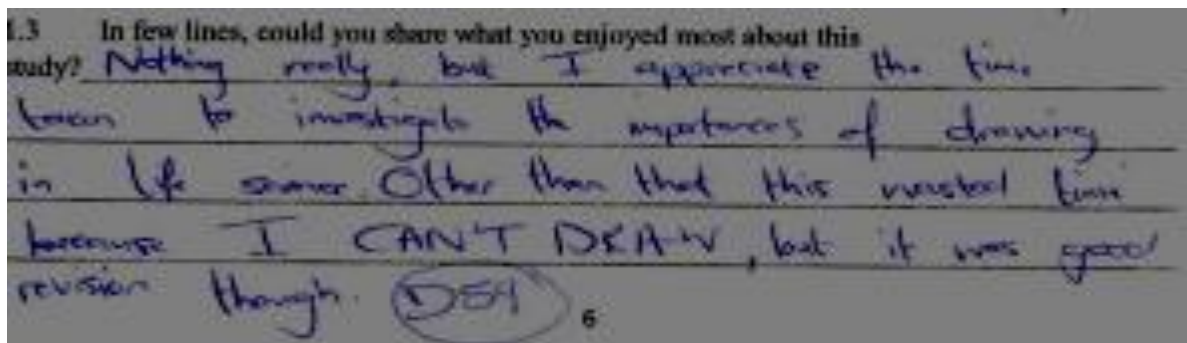 1.3 In few lines, could you share what you enjoyed most about this
study? Nothing really, but I appreciate the time
taken to investigate the importances of drawing
in life science. Other than that this wasted time
because I CAN'T DRAW, but it was good
revision though. D54
6